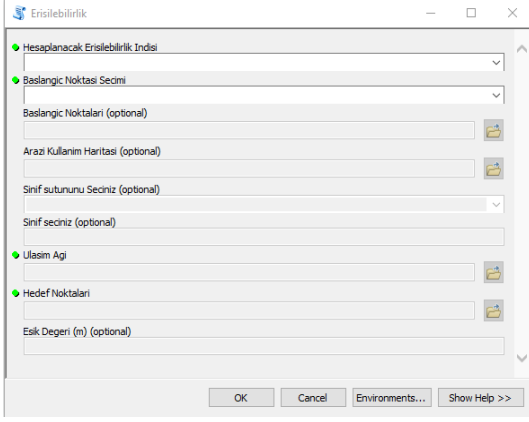 Erisilebilirlik
Hesaplanacak Erisilebilirlik Indisi
Baslangic Noktasi Secimi
Baslangic Noktalari (optional)
Arazi Kullanim Haritasi (optional)
Sinif sutununu Seciniz (optional)
Sinif seciniz (optional)
Ulasim Agi
Hedef Noktalari
Esik Degeri (m) (optional)
OK Cancel Environments... Show Help >>